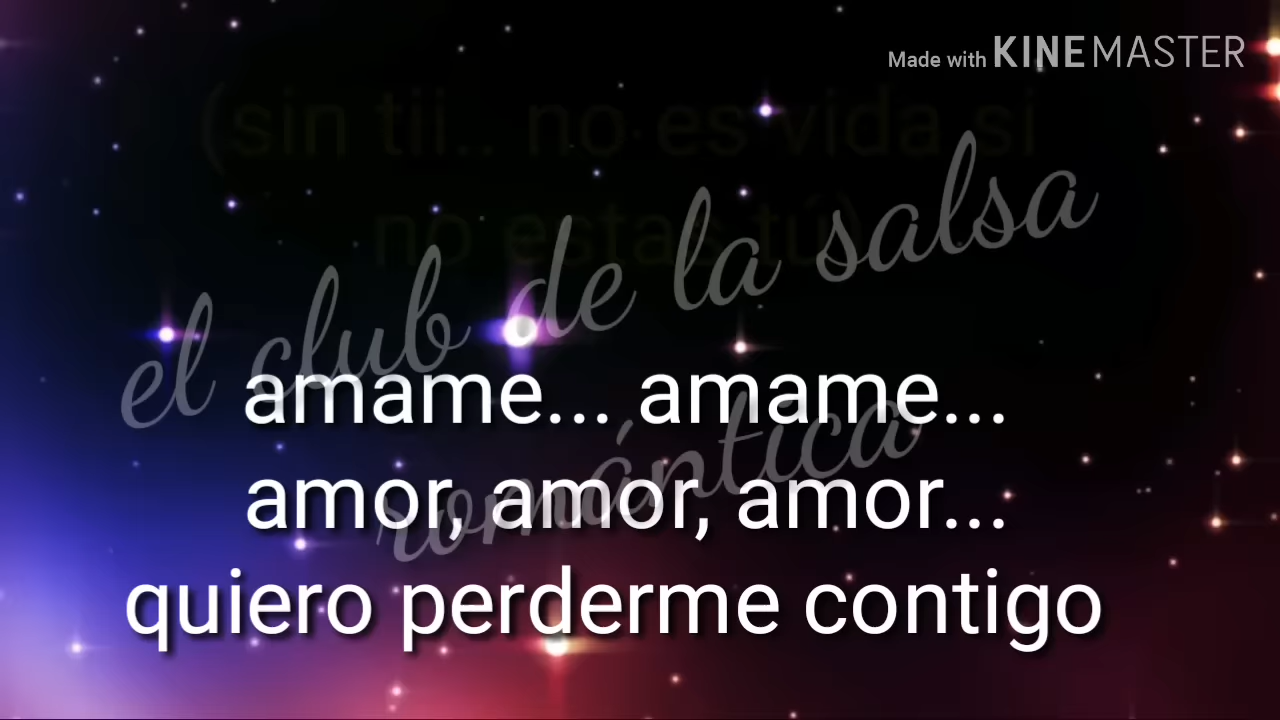 Made with KINEMASTER
(sin tii.. no es vida si
no estas tú)
el club de la salsa
romántica
amame... amame...
amor, amor, amor...
quiero perderme contigo